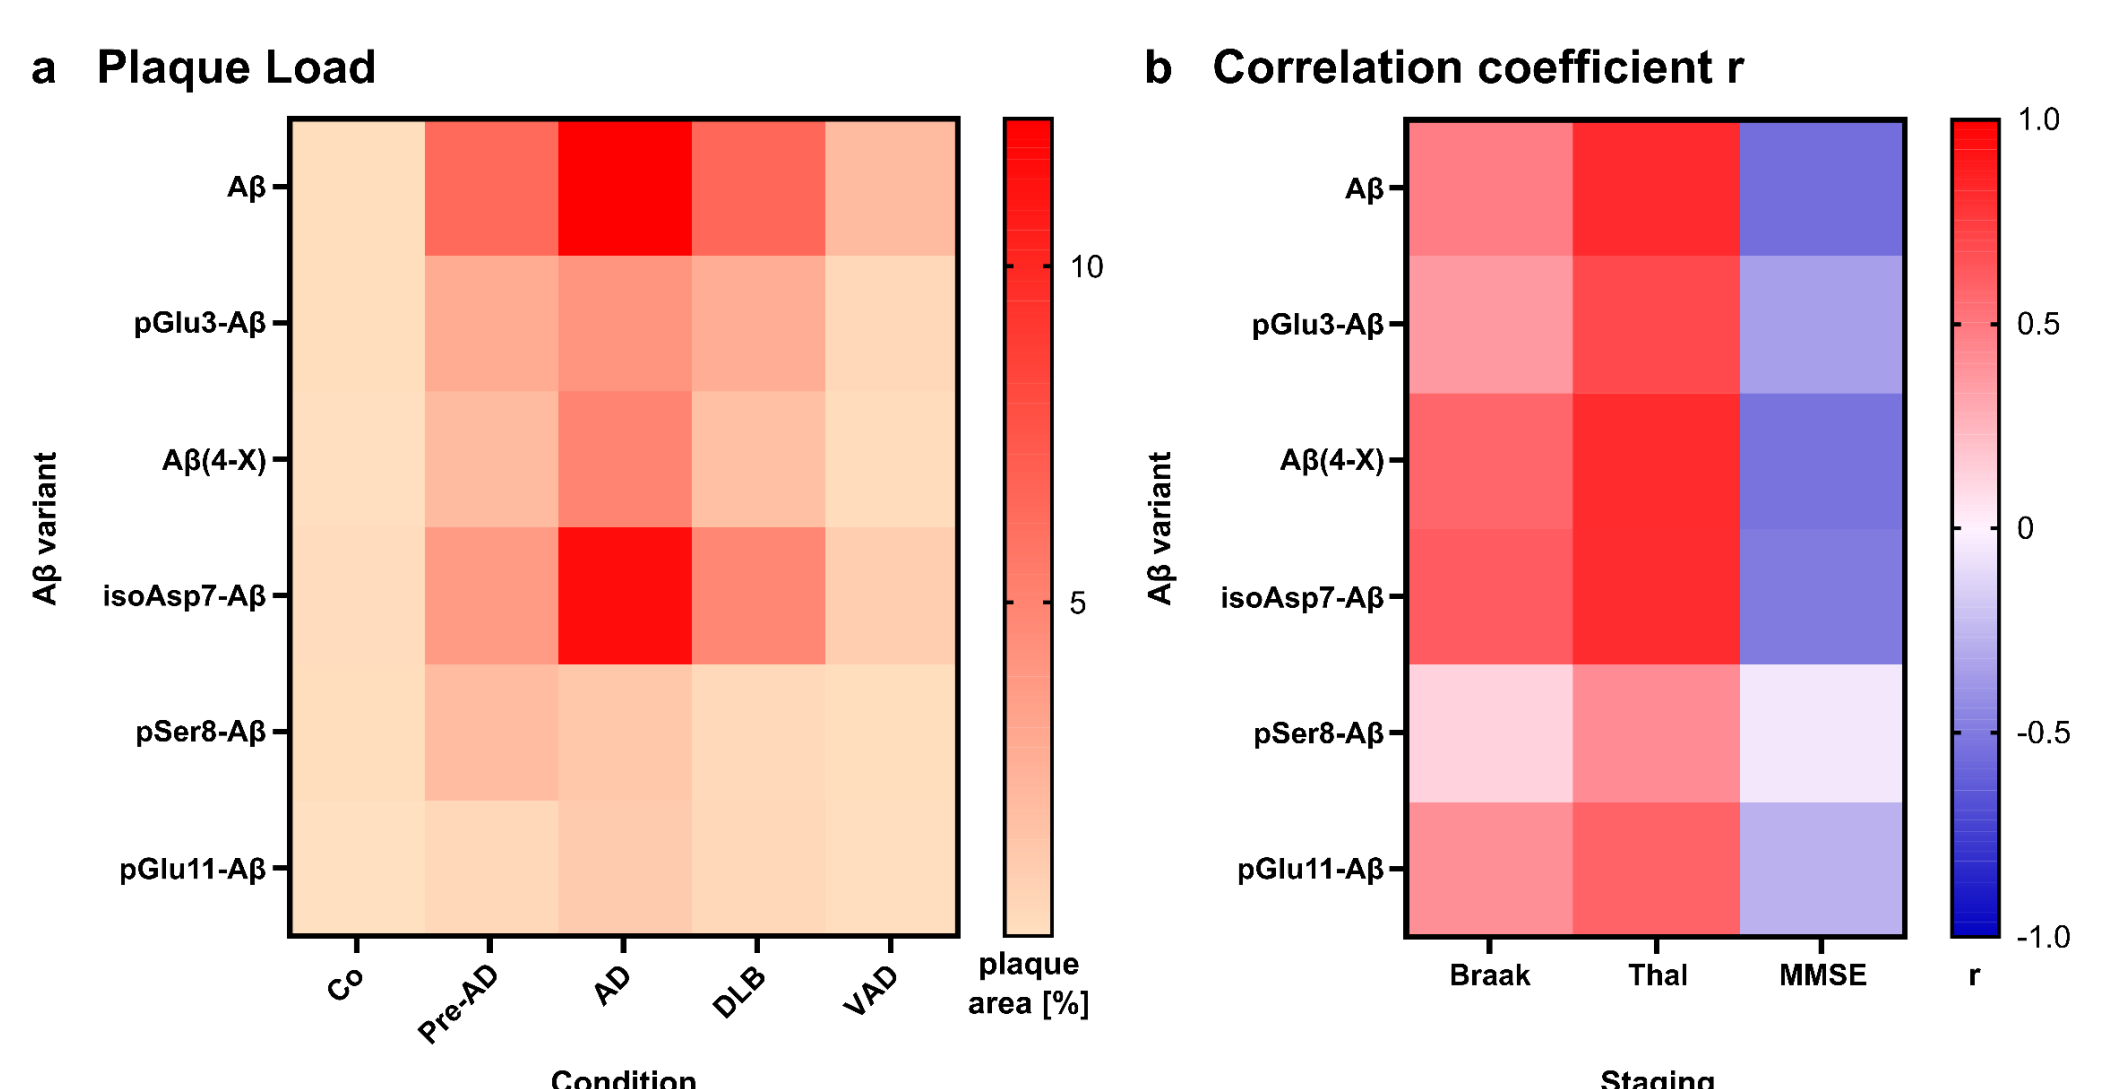 a Plaque Load
Aβ
pGlu3-Aβ
Aβ(4-X)
isoAsp7-Aβ
pSer8-Aβ
pGlu11-Aβ
Aβ variant
Co
Pre-AD
AD
DLB
VAD
Condition
10
5
plaque
area [%]
b Correlation coefficient r
Aβ
pGlu3-Aβ
Aβ(4-X)
isoAsp7-Aβ
pSer8-Aβ
pGlu11-Aβ
Aβ variant
Braak
Thal
MMSE
Staging
1.0
0.5
0
-0.5
-1.0
r